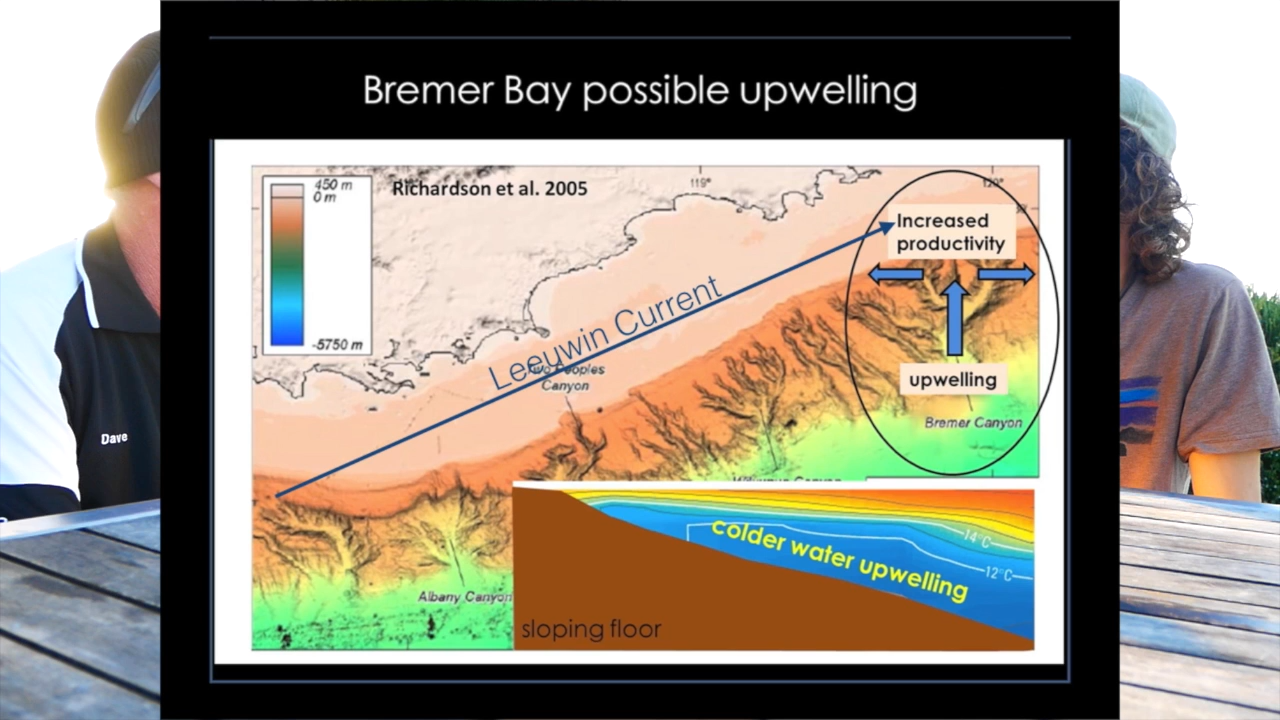 Bremer Bay possible upwelling
450 m
0 m
-5750 m
Richardson et al. 2005
119°
120°
Increased
productivity
Leeuwin Current
Canyon
upwelling
Bremer Canyon
Dave
Albany Canyon
colder water upwelling
14°C
12°C
sloping floor